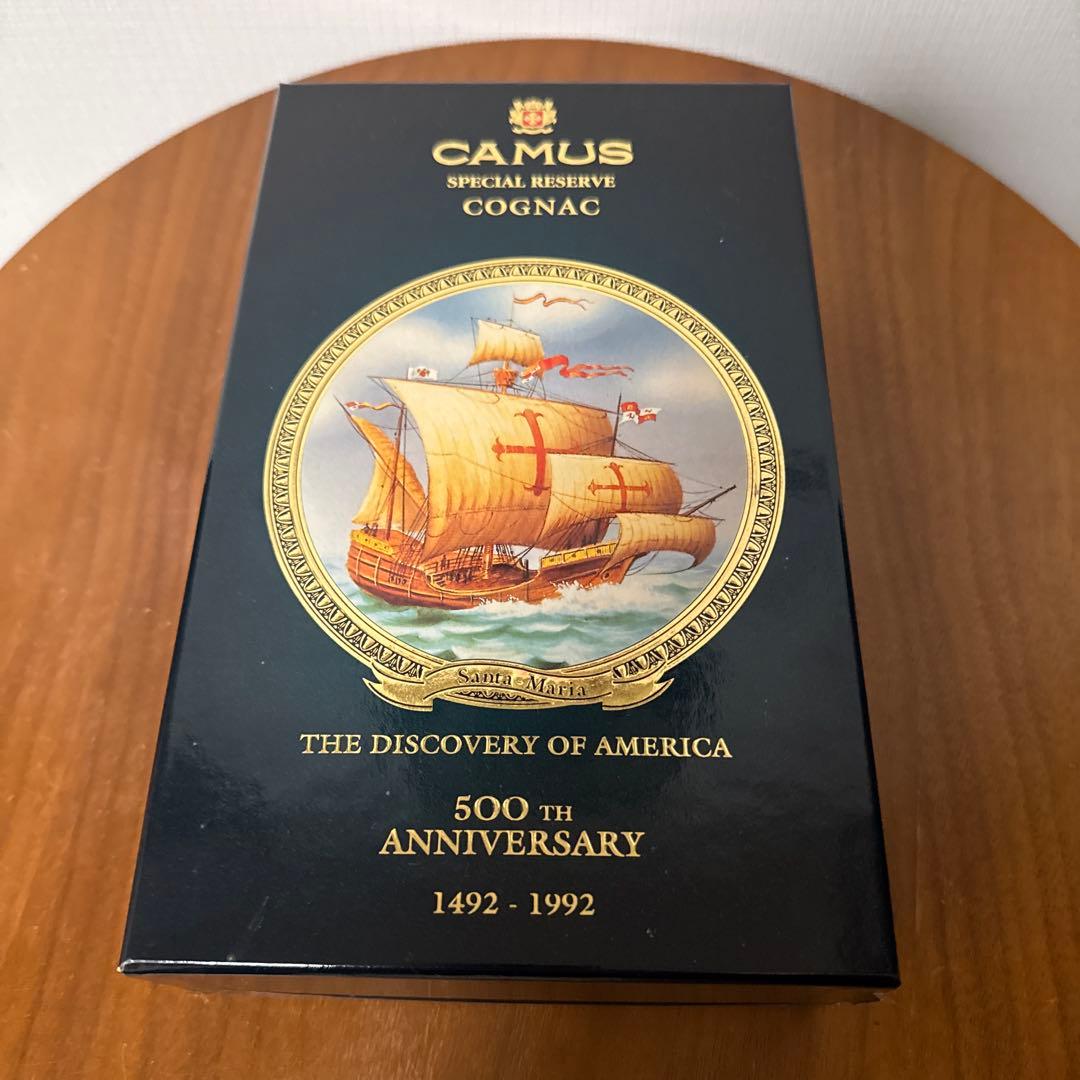 CAMUS
SPECIAL RESERVE
COGNAC
Santa Maria
THE DISCOVERY OF AMERICA
500 TH
ANNIVERSARY
1492 - 1992